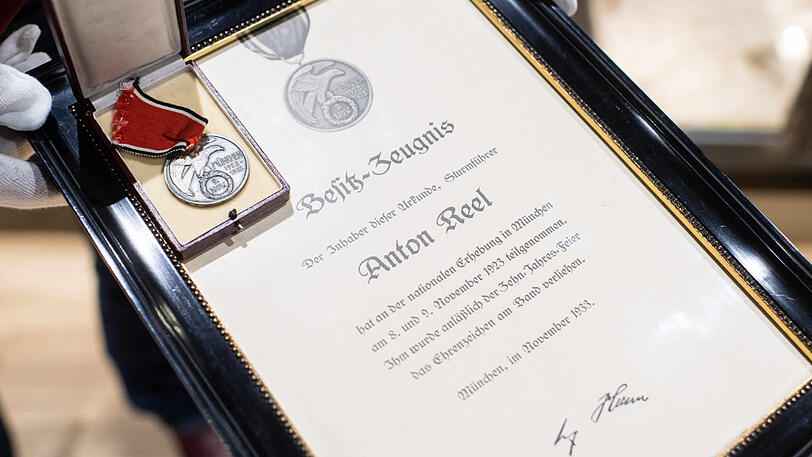 MÜNCHEN
Besitz-Zeugnis
Der Inhaber dieser Urkunde, Sturmführer
Anton Reel
hat an der nationalen Erhebung in München
am 8. und 9. November 1923 teilgenommen.
Ihm wurde anläßlich der Zehn-Jahres-Feier
das Ehrenzeichen am Band verliehen.
München, im November 1933.